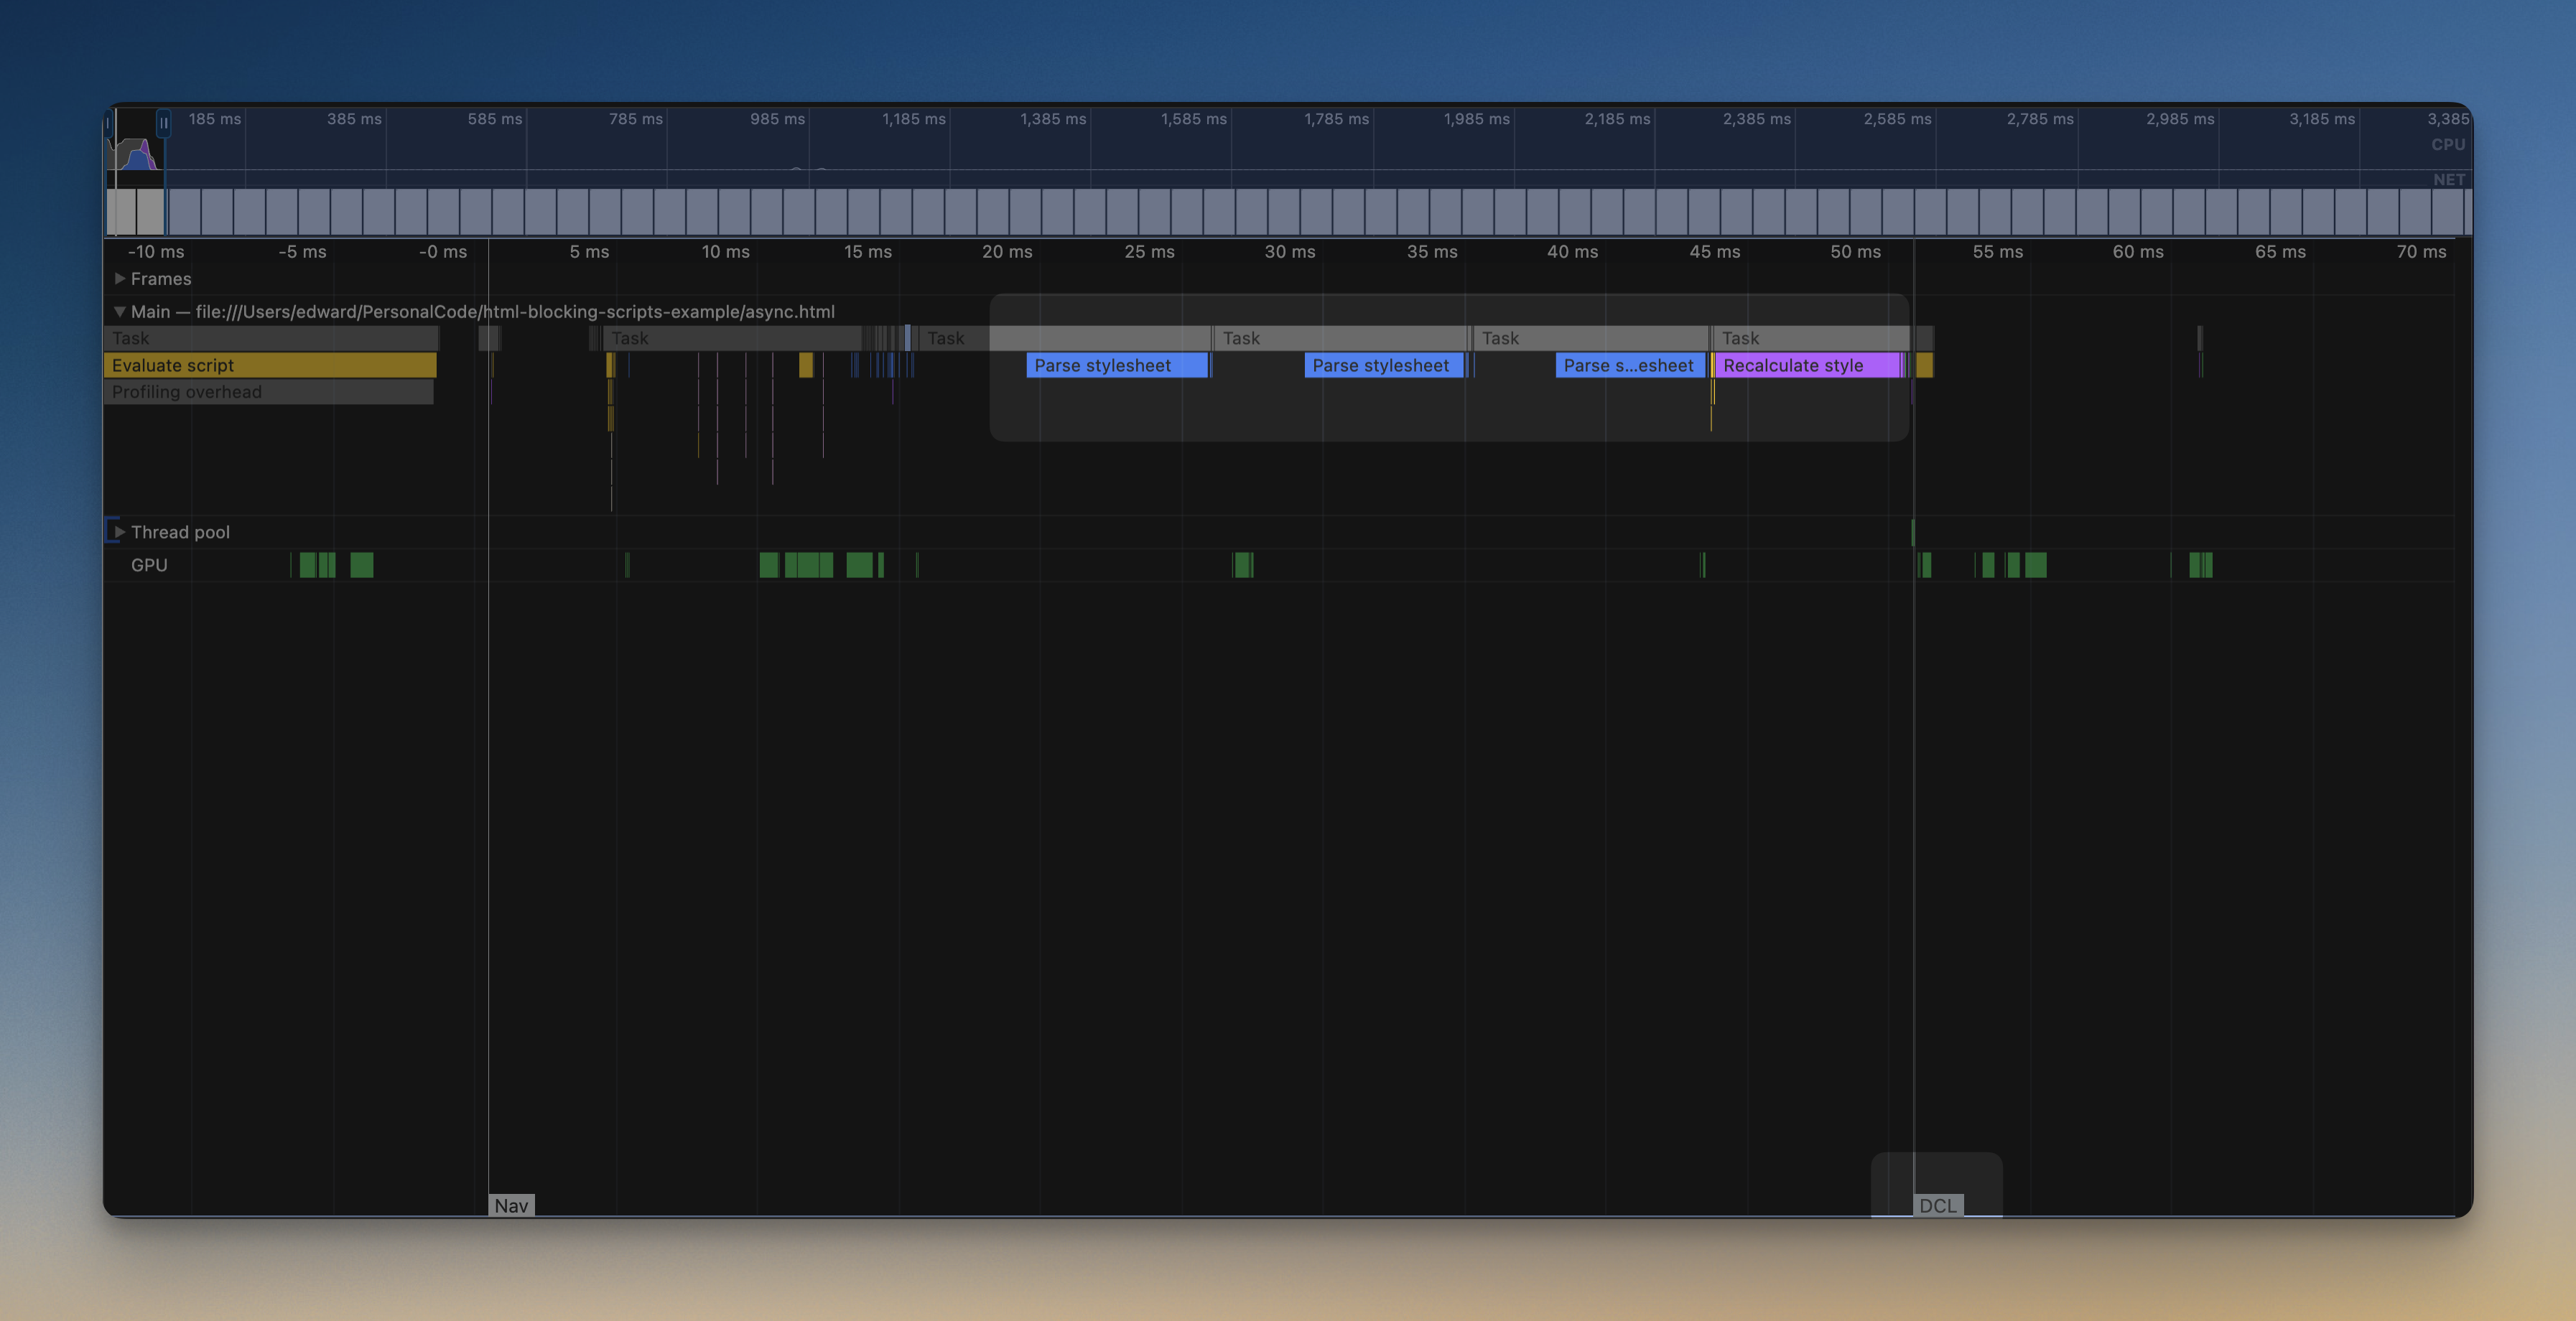 185 ms 385 ms 585 ms 785 ms 985 ms 1,185 ms 1,385 ms 1,585 ms 1,785 ms 1,985 ms 2,185 ms 2,385 ms 2,585 ms 2,785 ms 2,985 ms 3,185 ms 3,385
CPU
NET
-10 ms -5 ms -0 ms 5 ms 10 ms 15 ms 20 ms 25 ms 30 ms 35 ms 40 ms 45 ms 50 ms 55 ms 60 ms 65 ms 70 ms
Frames
Main — file:///Users/edward/PersonalCode/html-blocking-scripts-example/async.html
Task Task Task Task Task Task
Evaluate script Parse stylesheet Parse stylesheet Parse s...esheet Recalculate style
Profiling overhead
Thread pool
GPU
Nav DCL